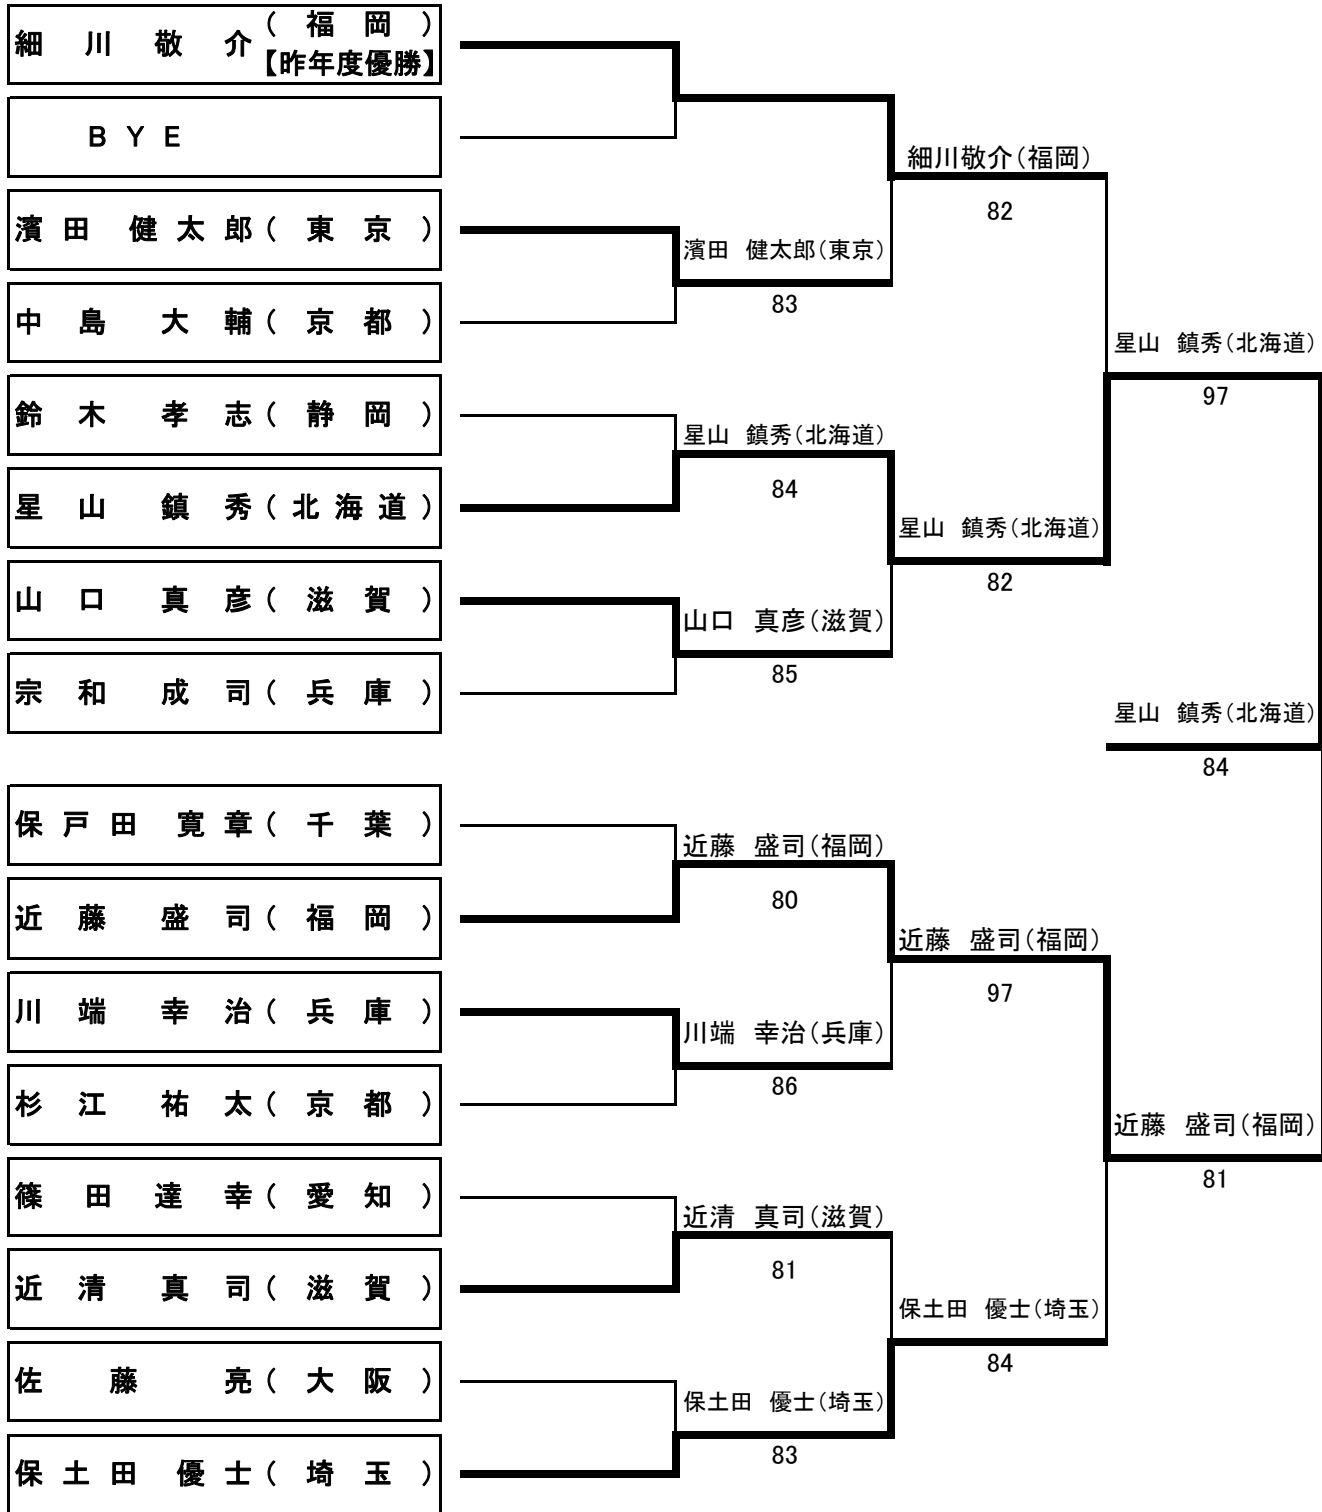 細川敬介(福岡)
【昨年度優勝】
BYE
濱田健太郎(東京)
中島大輔(京都)
鈴木孝志(静岡)
星山鎮秀(北海道)
山口真彦(滋賀)
宗和成司(兵庫)
保戸田寛章(千葉)
近藤盛司(福岡)
川端幸治(兵庫)
杉江祐太(京都)
篠田達幸(愛知)
近清真司(滋賀)
佐藤亮(大阪)
保土田優士(埼玉)
濱田 健太郎(東京)
83
星山 鎮秀(北海道)
84
山口 真彦(滋賀)
85
近藤 盛司(福岡)
80
川端 幸治(兵庫)
86
近清 真司(滋賀)
81
保土田 優士(埼玉)
83
細川敬介(福岡)
82
星山 鎮秀(北海道)
82
近藤 盛司(福岡)
97
保土田 優士(埼玉)
84
星山 鎮秀(北海道)
97
近藤 盛司(福岡)
81
星山 鎮秀(北海道)
84